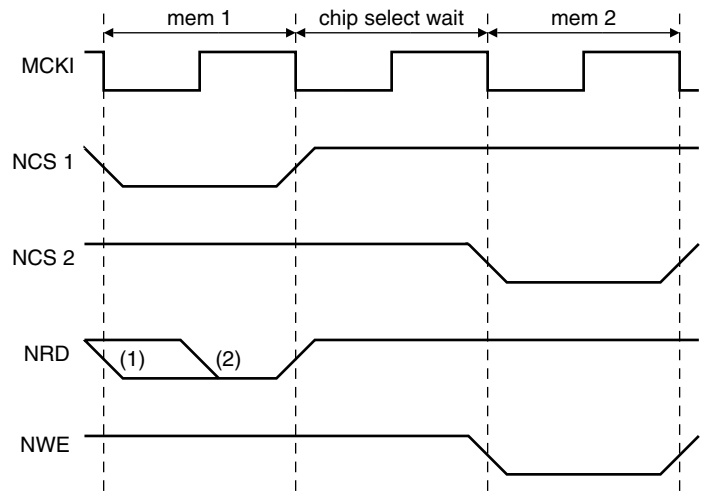 mem 1 chip select wait mem 2
MCKI
NCS 1
NCS 2
NRD (1) (2)
NWE